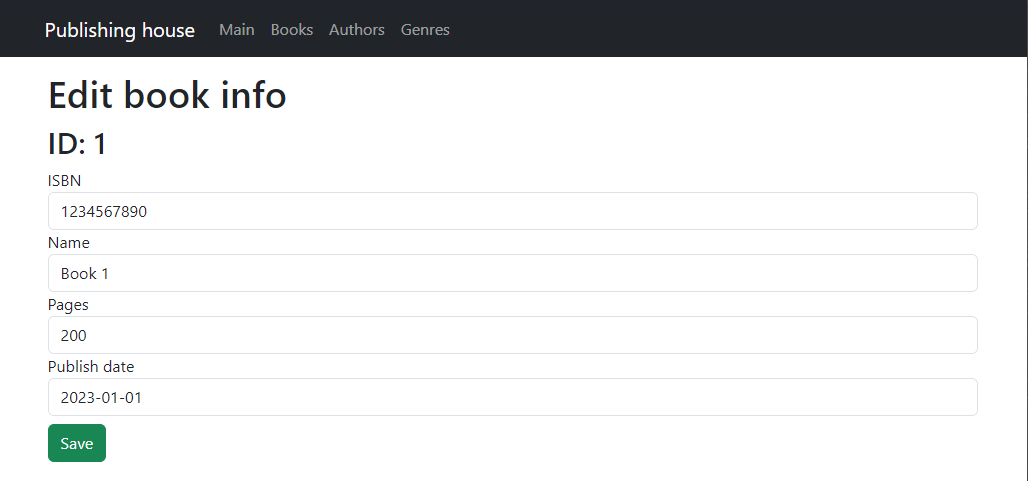 Publishing house Main Books Authors Genres
Edit book info
ID: 1
ISBN
1234567890
Name
Book 1
Pages
200
Publish date
2023-01-01
Save